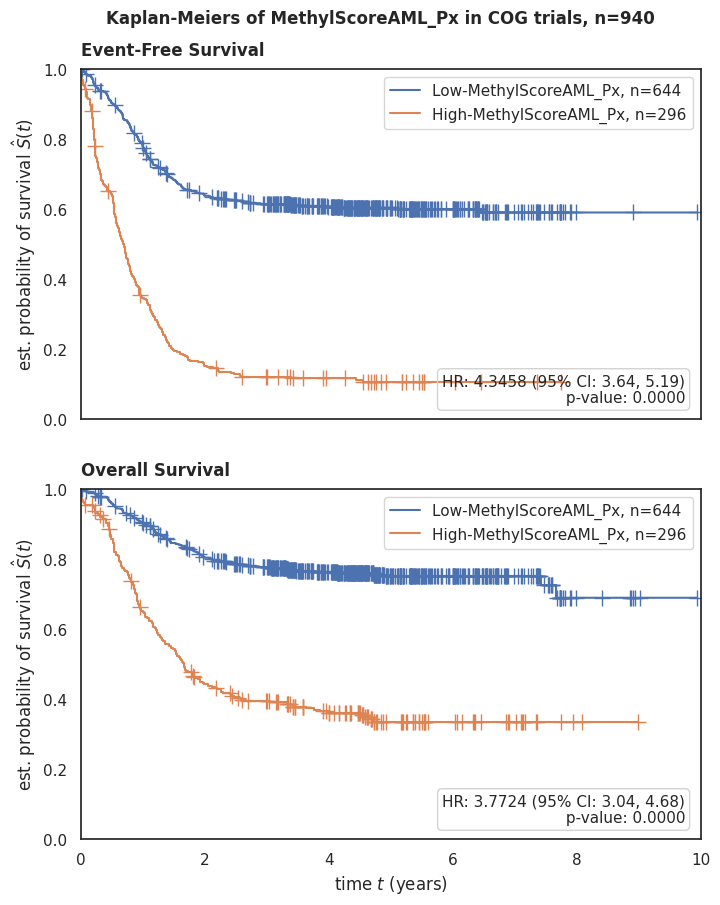 Kaplan-Meiers of MethylScoreAML_Px in COG trials, n=940
Event-Free Survival
1.0
0.8
0.6
0.4
0.2
0.0
est. probability of survival Ŝ(t)
Low-MethylScoreAML_Px, n=644
High-MethylScoreAML_Px, n=296
HR: 4.3458 (95% CI: 3.64, 5.19)
p-value: 0.0000
Overall Survival
1.0
0.8
0.6
0.4
0.2
0.0
est. probability of survival Ŝ(t)
Low-MethylScoreAML_Px, n=644
High-MethylScoreAML_Px, n=296
HR: 3.7724 (95% CI: 3.04, 4.68)
p-value: 0.0000
0 2 4 6 8 10
time t (years)